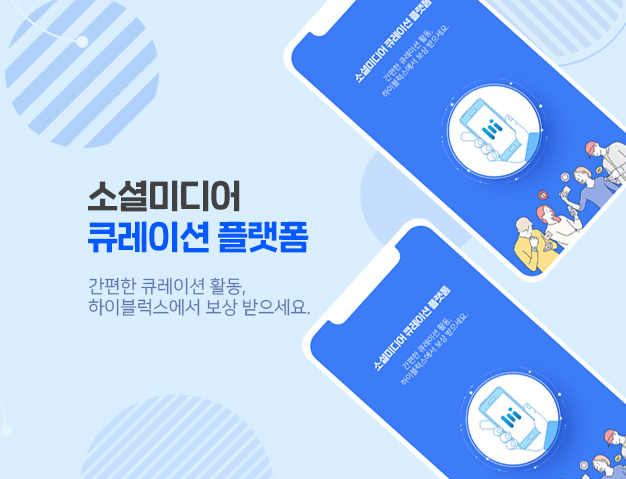 소셜미디어 큐레이션 플랫폼
간편한 큐레이션 활동,
하이블럭스에서 보상 받으세요.
소셜미디어
큐레이션 플랫폼
간편한 큐레이션 활동,
하이블럭스에서 보상 받으세요.
소셜미디어 큐레이션 플랫폼
간편한 큐레이션 활동,
하이블럭스에서 보상 받으세요.